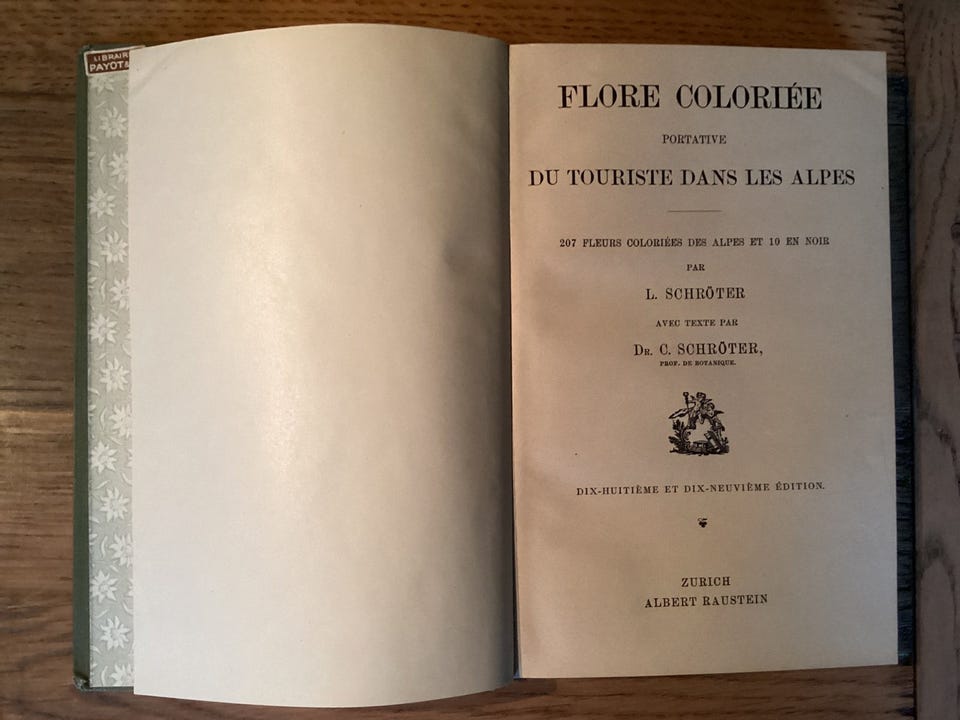 LIBRAIRIE
PAYOT &
FLORE COLORIÉE
PORTATIVE
DU TOURISTE DANS LES ALPES
207 FLEURS COLORIÉES DES ALPES ET 10 EN NOIR
PAR
L. SCHRÖTER
AVEC TEXTE PAR
DR. C. SCHRÖTER,
PROF. DE BOTANIQUE.
DIX-HUITIÈME ET DIX-NEUVIÈME ÉDITION.
ZURICH
ALBERT RAUSTEIN